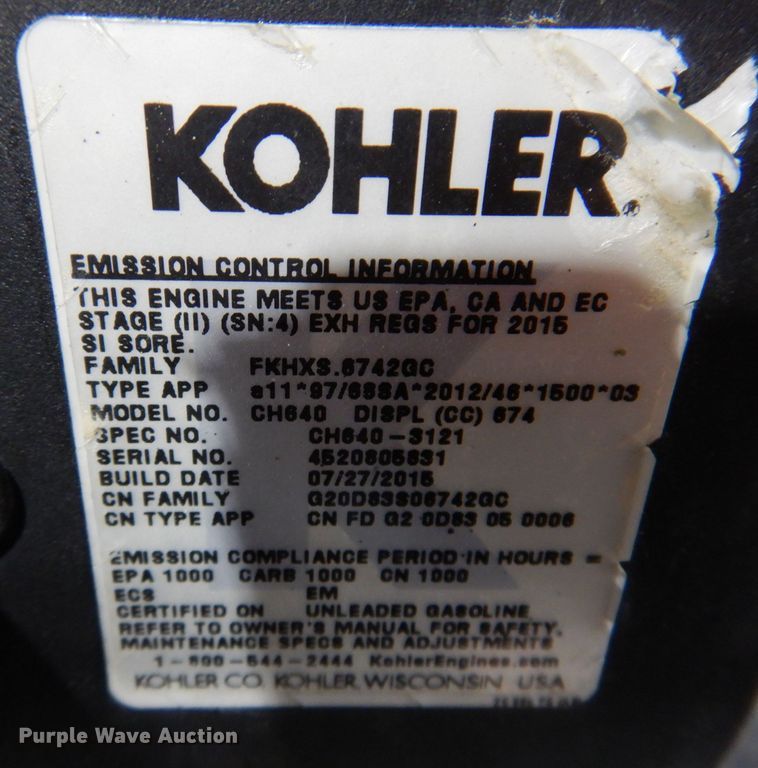 KOHLER®
EMISSION CONTROL INFORMATION
THIS ENGINE MEETS US EPA, CA AND EC
STAGE (II) (SN:4) EXH REGS FOR 2015
SI SORE.
FAMILY FKHXS.6742GC
TYPE APP e11*97/68SA*2012/46*1500*03
MODEL NO. CH640 DISPL (CC) 674
SPEC NO. CH640-3121
SERIAL NO. 4520805831
BUILD DATE 07/27/2015
CN FAMILY G20D63S06742GC
CN TYPE APP CN FD G2 0D63 05 0006
EMISSION COMPLIANCE PERIOD IN HOURS =
EPA 1000 CARB 1000 CN 1000
ECS EM
CERTIFIED ON UNLEADED GASOLINE
REFER TO OWNER'S MANUAL FOR SAFETY,
MAINTENANCE SPECS AND ADJUSTMENTS
1-800-544-2444 KohlerEngines.com
KOHLER CO. KOHLER, WISCONSIN USA
Purple Wave Auction